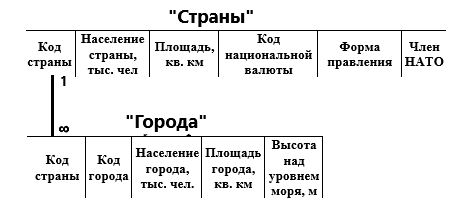 "Страны"
Код страны
Население страны, тыс. чел
Площадь, кв. км
Код национальной валюты
Форма правления
Член НАТО
1
∞
"Города"
Код страны
Код города
Население города, тыс. чел.
Площадь города, кв. км
Высота над уровнем моря, м